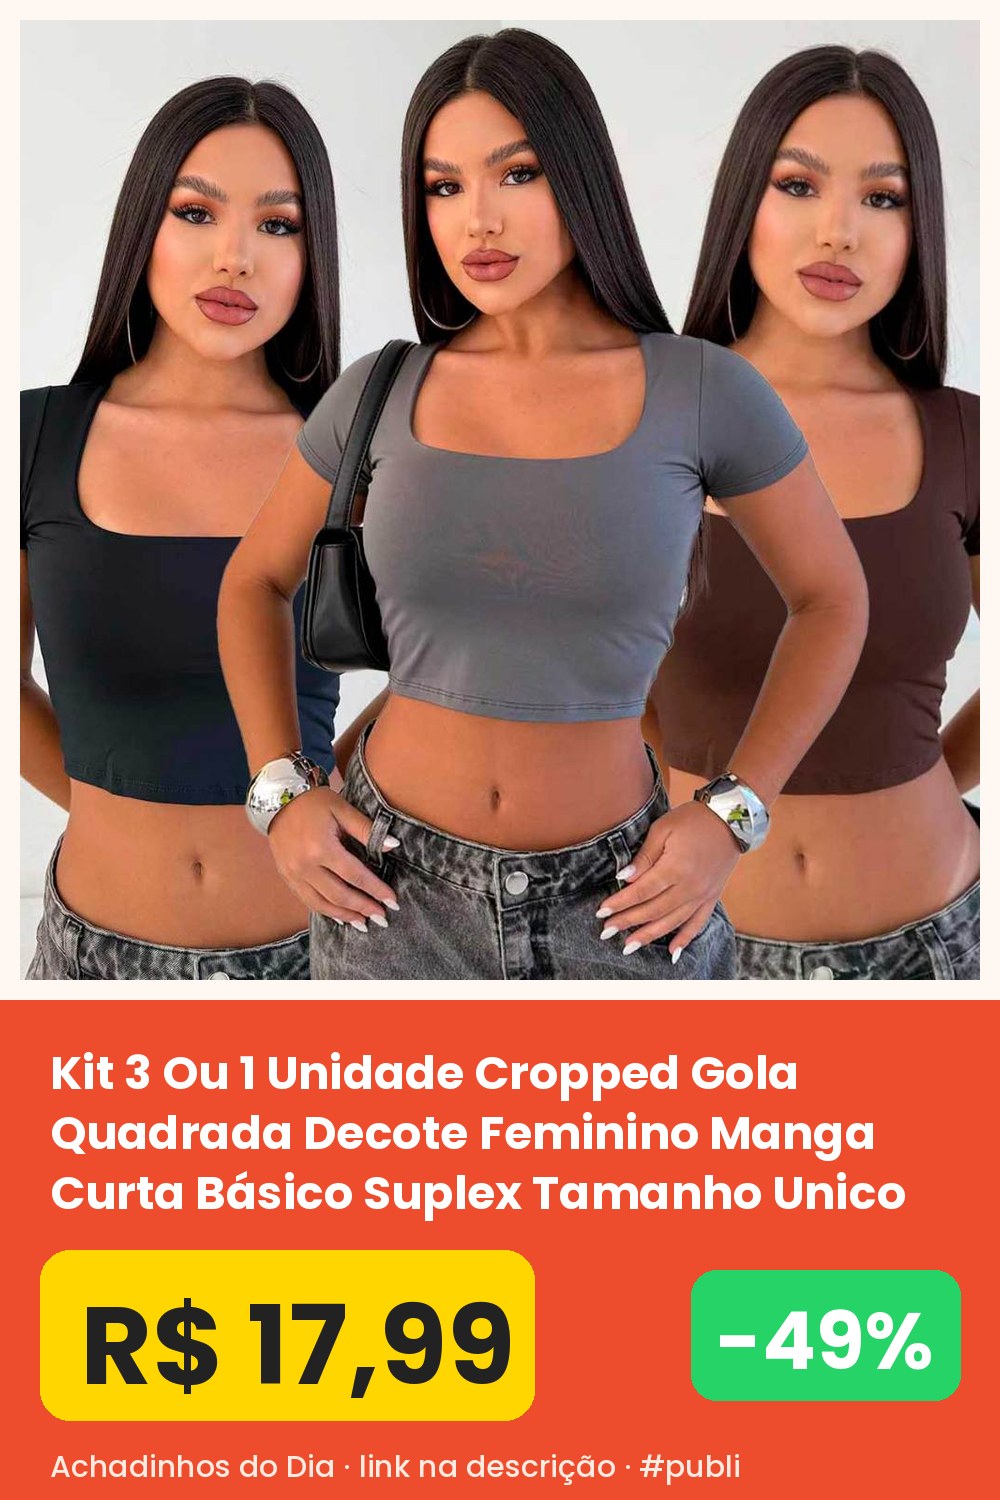 Kit 3 Ou 1 Unidade Cropped Gola
Quadrada Decote Feminino Manga
Curta Básico Suplex Tamanho Unico
R$ 17,99
-49%
Achadinhos do Dia · link na descrição · #publi